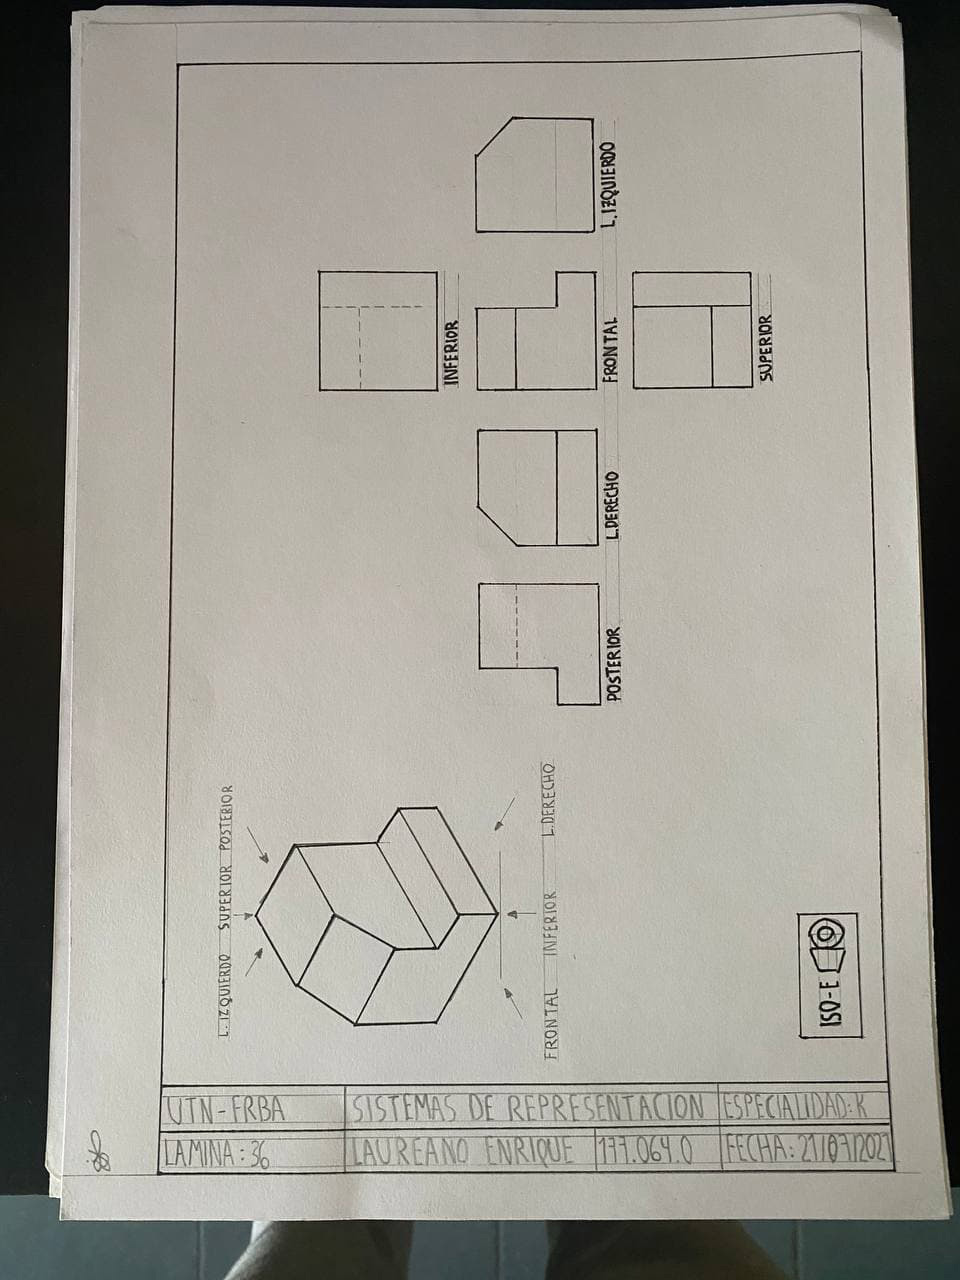 L. IZQUIERDO
INFERIOR
FRONTAL
SUPERIOR
L.DERECHO
POSTERIOR
L. IZQUIERDO SUPERIOR POSTERIOR
FRONTAL INFERIOR L.DERECHO
ISO-E
UTN-FRBA SISTEMAS DE REPRESENTACION ESPECIALIDAD:K
LAMINA:36 LAUREANO ENRIQUE 177.064.0 FECHA:21/07/2021